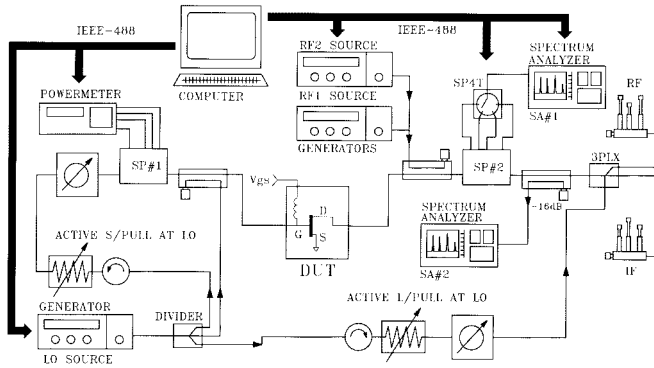 IEEE-488
IEEE-488
RF2 SOURCE
SPECTRUM
ANALYZER
POWERMETER
COMPUTER
RF1 SOURCE
SP4T
RF
GENERATORS
SA#1
SP#1
SP#2
3PLX
Vgs
~16dB
D
G
S
SPECTRUM
ANALYZER
ACTIVE S/PULL AT LO
DUT
SA#2
IF
GENERATOR
DIVIDER
ACTIVE L/PULL AT LO
LO SOURCE